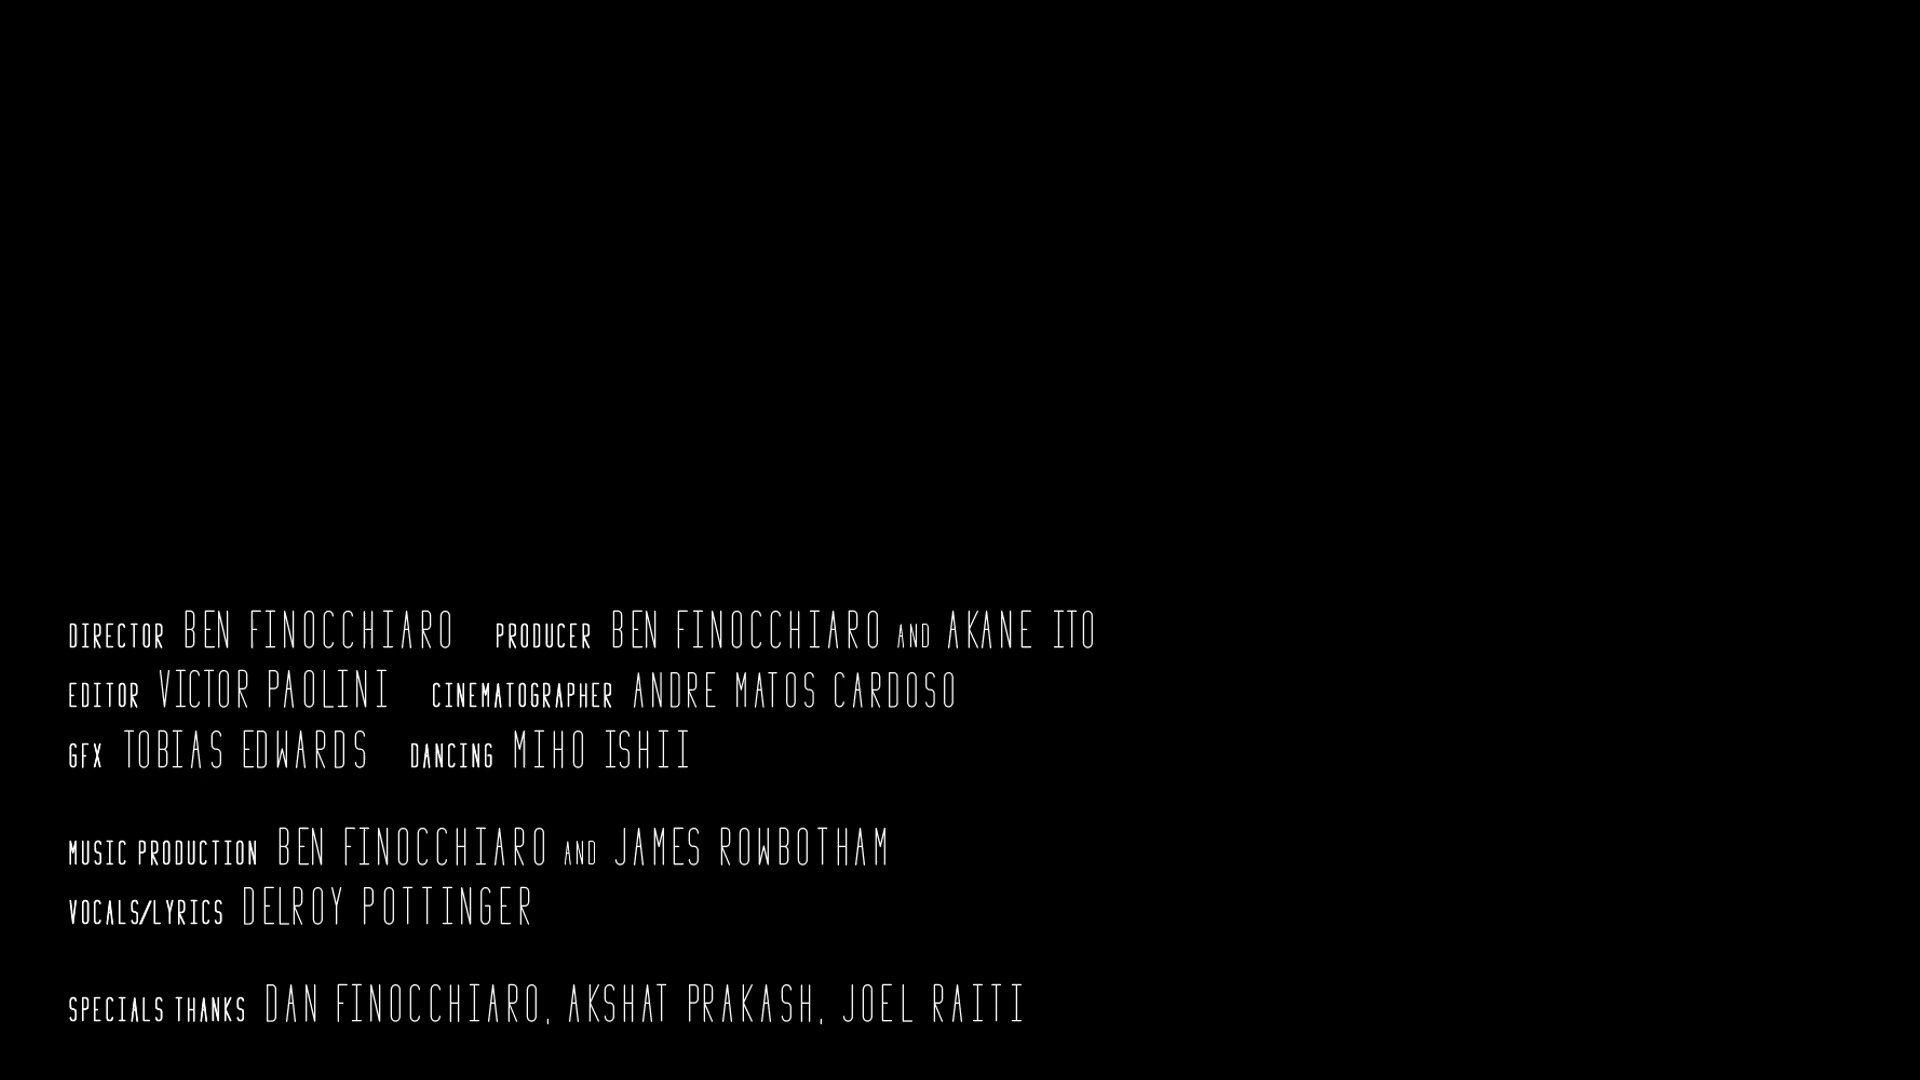 DIRECTOR BEN FINOCCHIARO PRODUCER BEN FINOCCHIARO AND AKANE ITO
EDITOR VICTOR PAOLINI CINEMATOGRAPHER ANDRE MATOS CARDOSO
GFX TOBIAS EDWARDS DANCING MIHO ISHII
MUSIC PRODUCTION BEN FINOCCHIARO AND JAMES ROWBOTHAM
VOCALS/LYRICS DELROY POTTINGER
SPECIALS THANKS DAN FINOCCHIARO, AKSHAT PRAKASH, JOEL RAITI